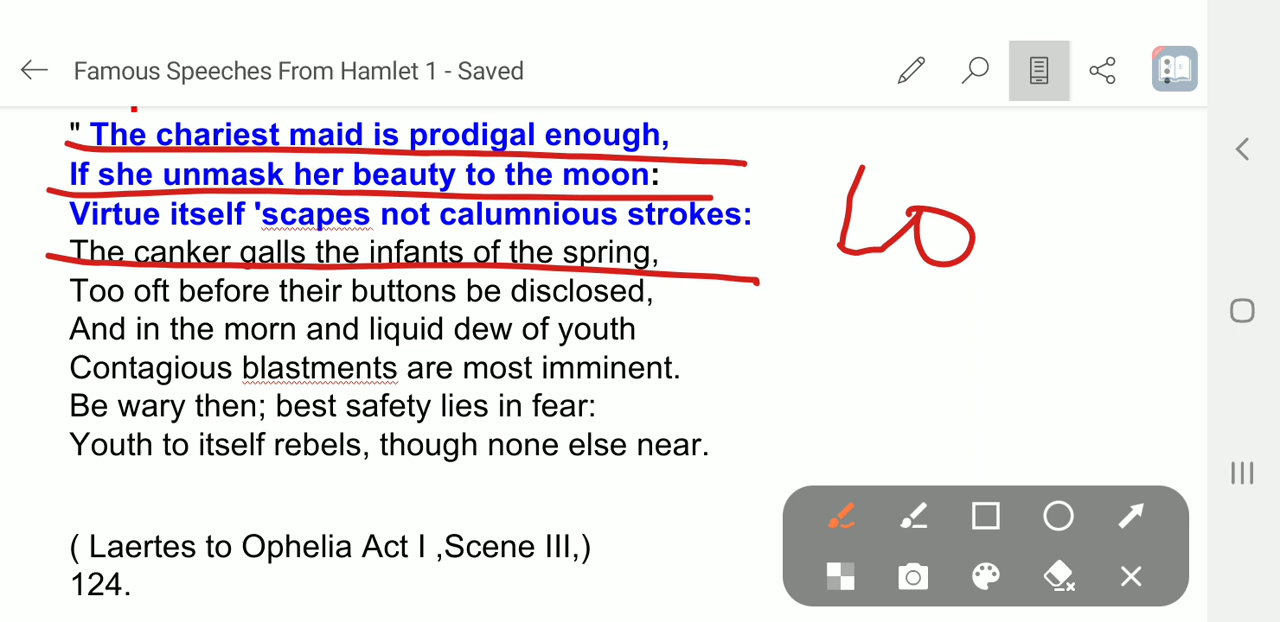 Famous Speeches From Hamlet 1 - Saved
" The chariest maid is prodigal enough,
If she unmask her beauty to the moon:
Virtue itself 'scapes not calumnious strokes:
The canker galls the infants of the spring,
Too oft before their buttons be disclosed,
And in the morn and liquid dew of youth
Contagious blastments are most imminent.
Be wary then; best safety lies in fear:
Youth to itself rebels, though none else near.
( Laertes to Ophelia Act I ,Scene III,)
124.